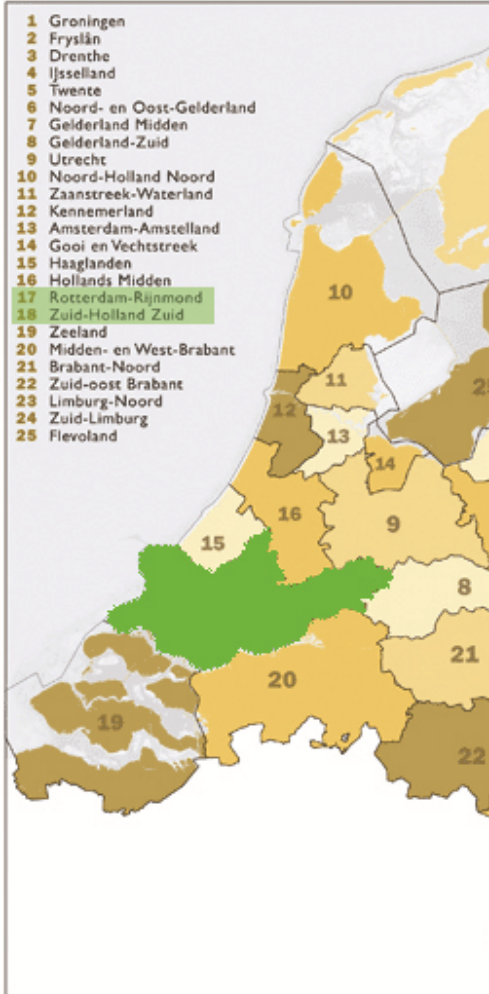 1 Groningen
2 Fryslân
3 Drenthe
4 IJsselland
5 Twente
6 Noord- en Oost-Gelderland
7 Gelderland Midden
8 Gelderland-Zuid
9 Utrecht
10 Noord-Holland Noord
11 Zaanstreek-Waterland
12 Kennemerland
13 Amsterdam-Amstelland
14 Gooi en Vechtstreek
15 Haaglanden
16 Hollands Midden
17 Rotterdam-Rijnmond
18 Zuid-Holland Zuid
19 Zeeland
20 Midden- en West-Brabant
21 Brabant-Noord
22 Zuid-oost Brabant
23 Limburg-Noord
24 Zuid-Limburg
25 Flevoland
10
11
12
13
14
16
9
15
8
21
20
19
22